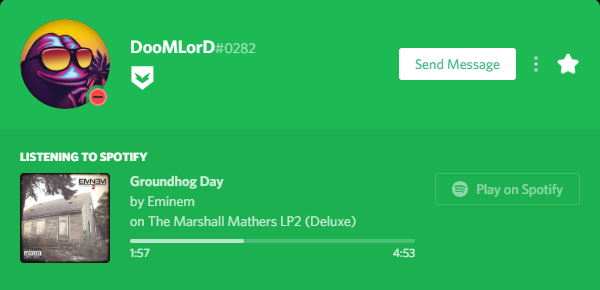 DooMLorD#0282
Send Message
LISTENING TO SPOTIFY
EMINEM
2
Groundhog Day
by Eminem
on The Marshall Mathers LP2 (Deluxe)
1:57
4:53
Play on Spotify